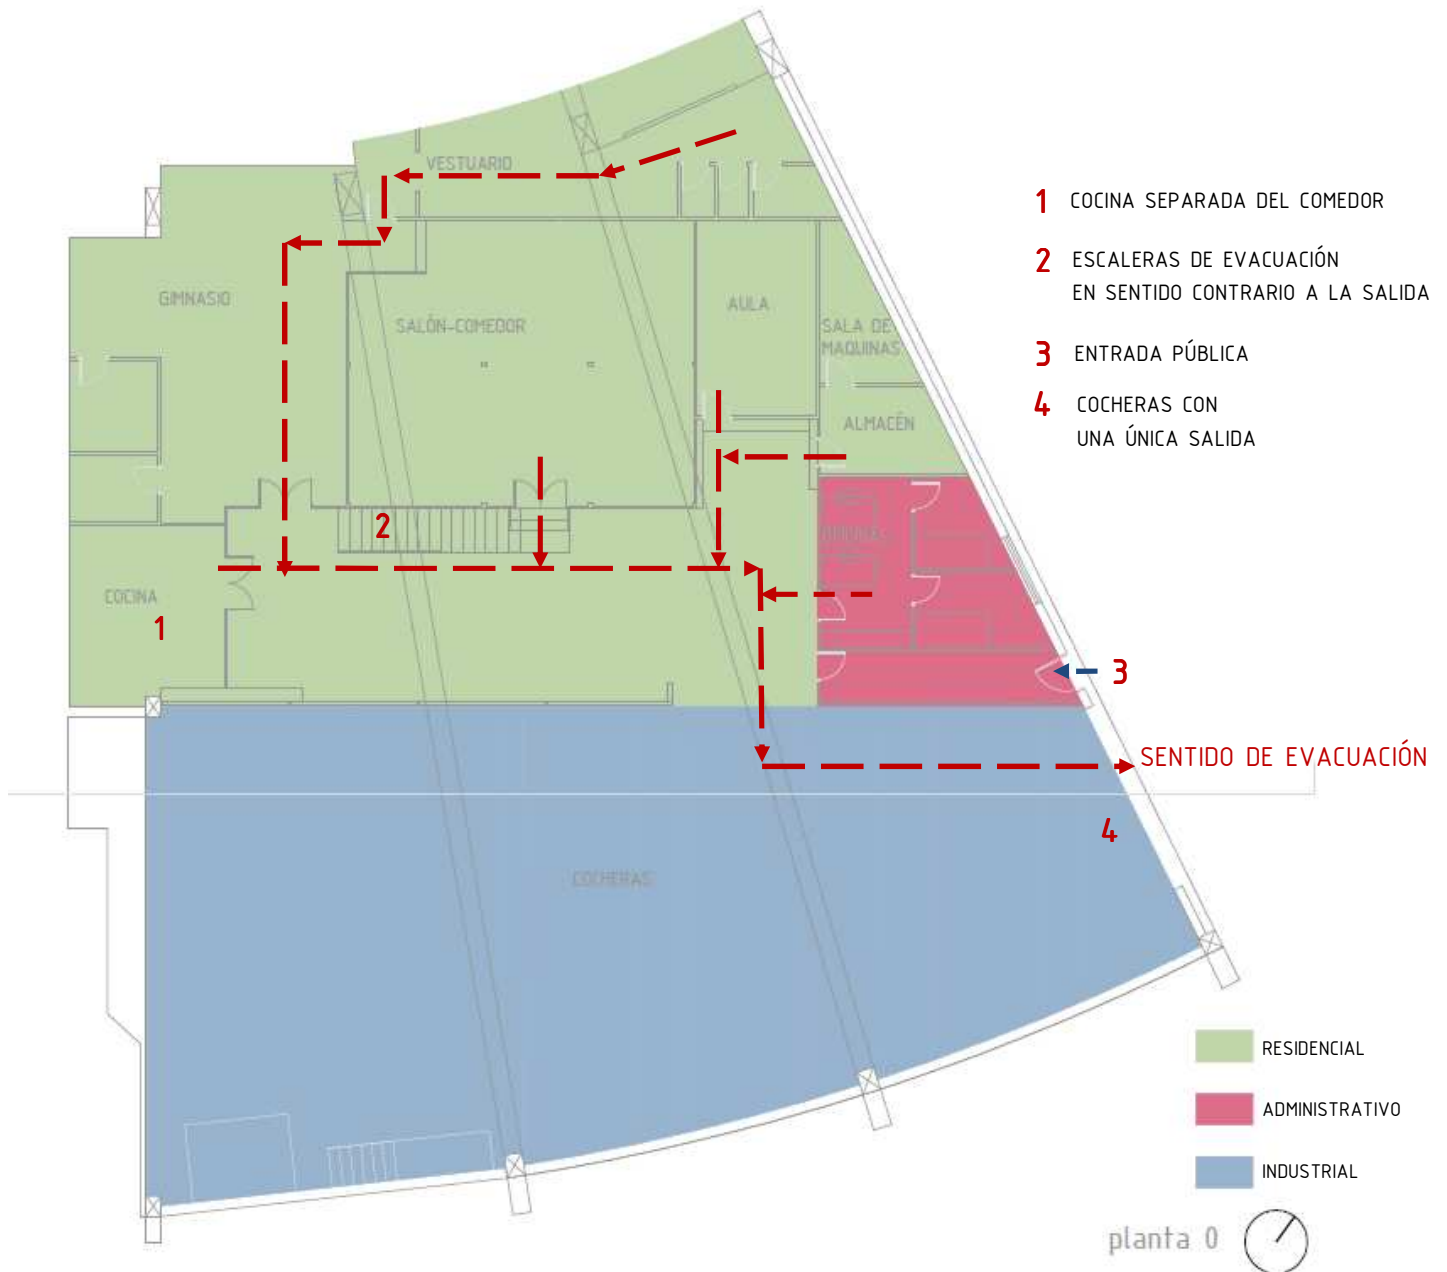 VESTUARIO
GIMNASIO
SALÓN-COMEDOR
AULA
SALA DE
MAQUINAS
ALMACÉN
2
COCINA
1
3
SENTIDO DE EVACUACIÓN
4
COCHERAS
1 COCINA SEPARADA DEL COMEDOR
2 ESCALERAS DE EVACUACIÓN
EN SENTIDO CONTRARIO A LA SALIDA
3 ENTRADA PÚBLICA
4 COCHERAS CON
UNA ÚNICA SALIDA
RESIDENCIAL
ADMINISTRATIVO
INDUSTRIAL
planta 0